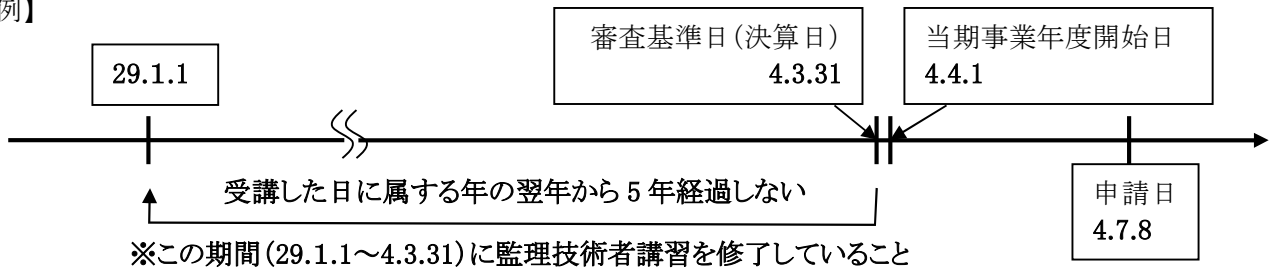 例】
審査基準日(決算日)
4.3.31
当期事業年度開始日
4.4.1
29.1.1
受講した日に属する年の翌年から 5 年経過しない
申請日
4.7.8
※この期間(29.1.1～4.3.31)に監理技術者講習を修了していること